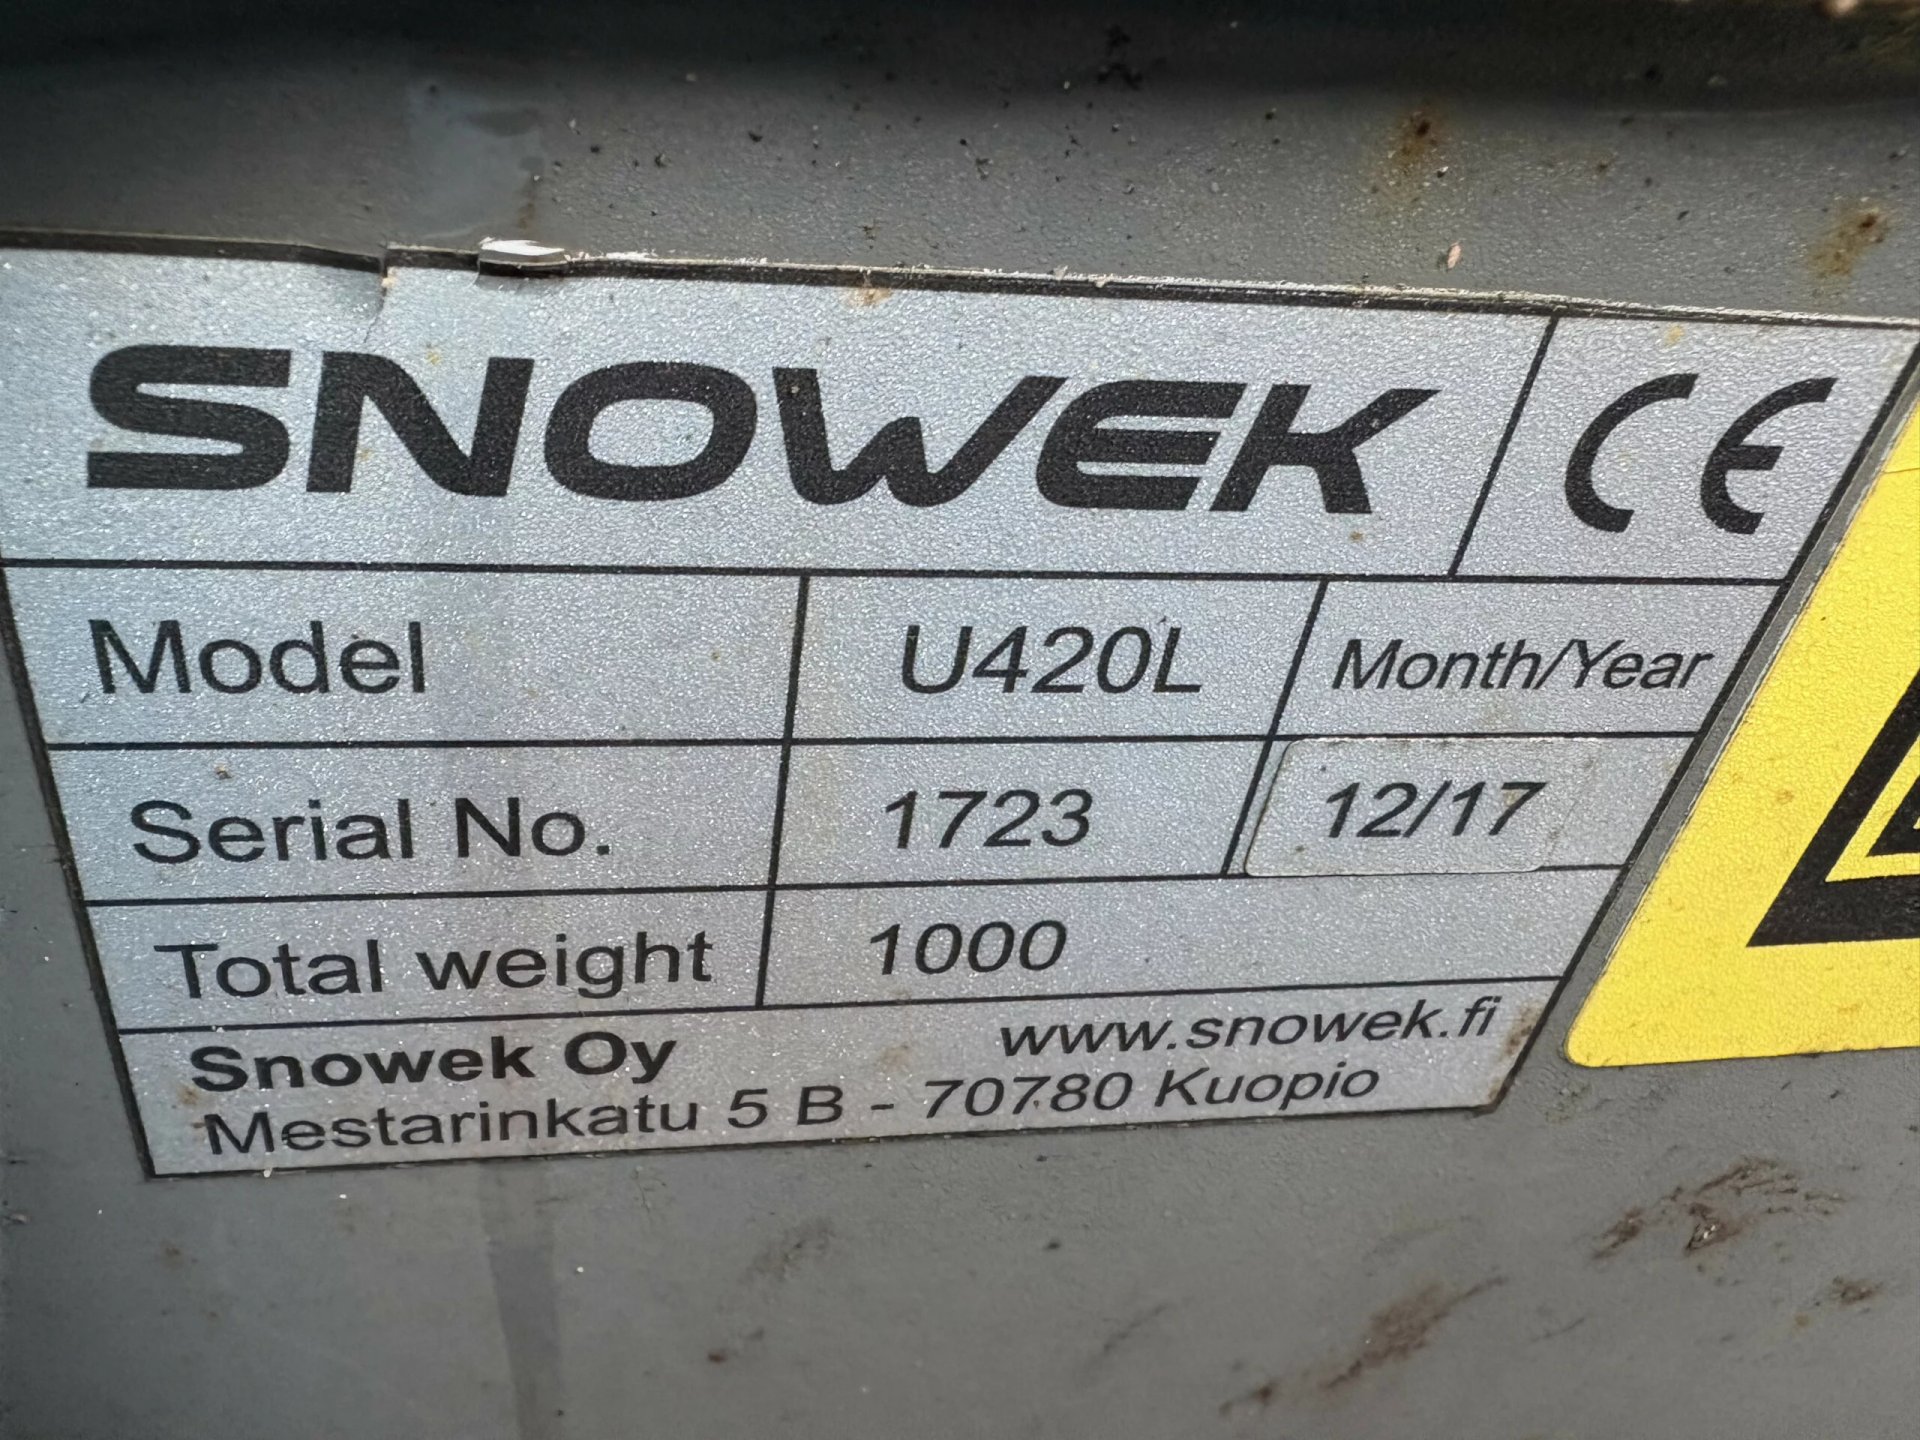 SNOWEK CE
Model U420L Month/Year
Serial No. 1723 12/17
Total weight 1000
Snowek Oy www.snowek.fi
Mestarinkatu 5 B - 70780 Kuopio